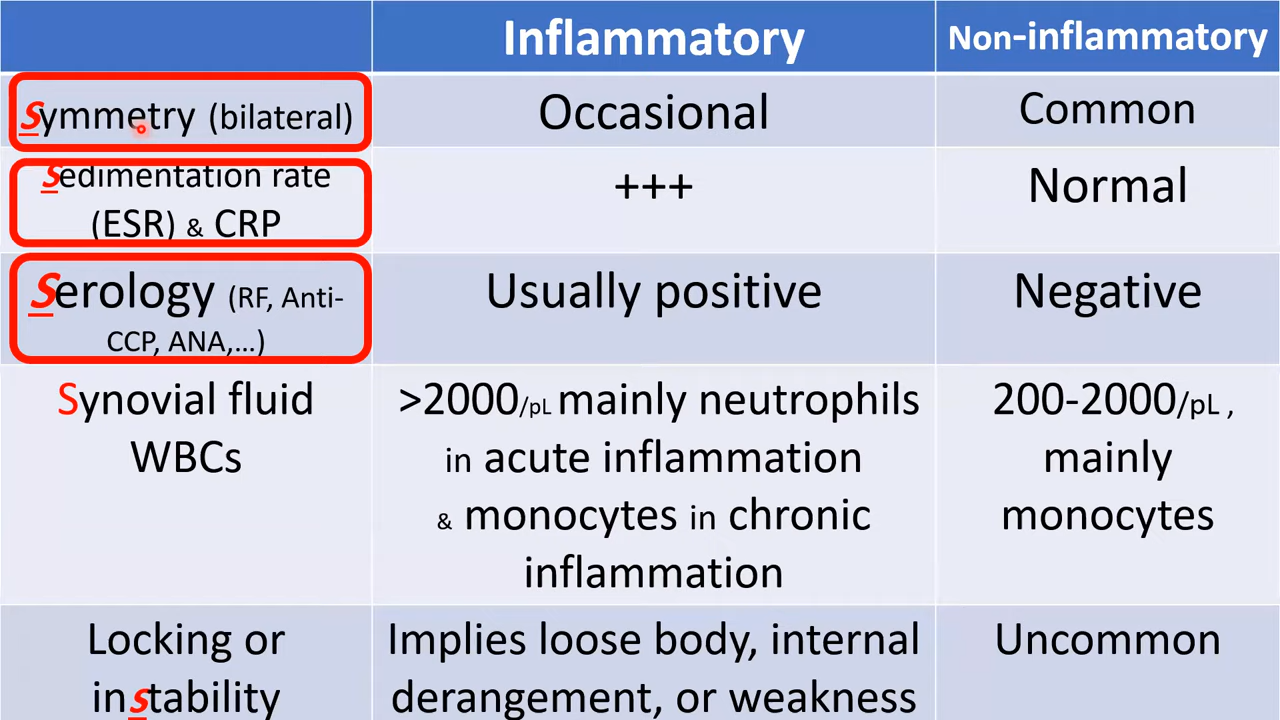 Inflammatory
Non-inflammatory
Symmetry (bilateral)
Occasional
Common
Sedimentation rate
(ESR) & CRP
+++
Normal
Serology (RF, Anti-
CCP, ANA,...)
Usually positive
Negative
Synovial fluid
WBCs
>2000/pL mainly neutrophils
in acute inflammation
& monocytes in chronic
inflammation
200-2000/pL ,
mainly
monocytes
Locking or
instability
Implies loose body, internal
derangement, or weakness
Uncommon